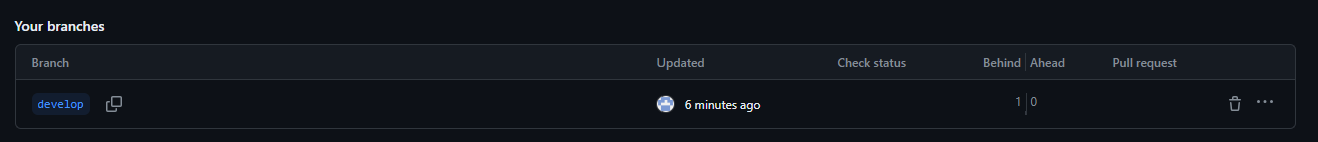 Your branches
Branch Updated Check status Behind Ahead Pull request
develop 6 minutes ago 1 0